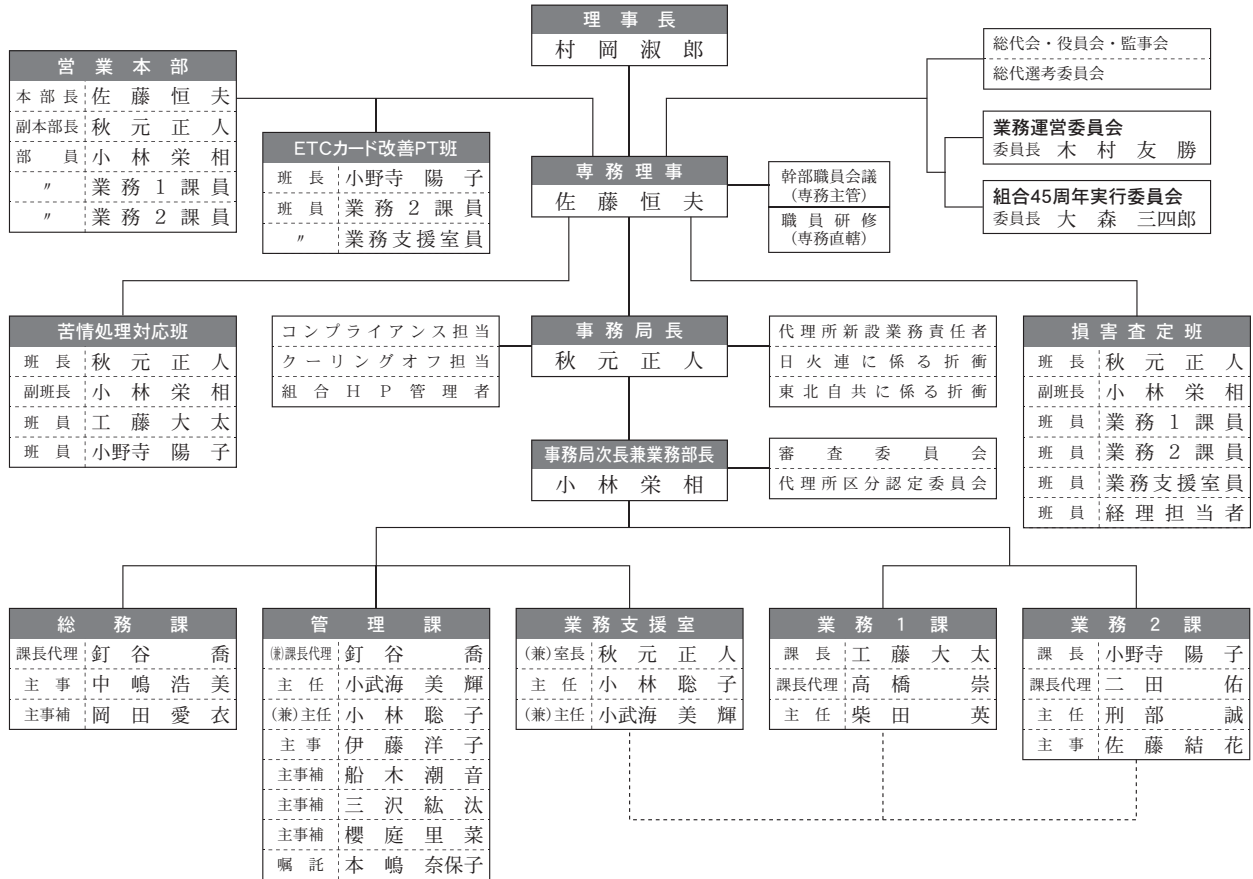 理事長
村岡淑郎
総代会・役員会・監事会
総代選考委員会
業務運営委員会
委員長 木村友勝
組合45周年実行委員会
委員長 大森三四郎
営業本部
本部長 佐藤恒夫
副本部長 秋元正人
部員 小林栄相
〃 業務1課員
〃 業務2課員
ETCカード改善PT班
班長 小野寺陽子
班員 業務2課員
〃 業務支援室員
専務理事
佐藤恒夫
幹部職員会議
(専務主管)
職員研修
(専務直轄)
苦情処理対応班
班長 秋元正人
副班長 小林栄相
班員 工藤大太
班員 小野寺陽子
コンプライアンス担当
クーリングオフ担当
組合HP管理者
事務局長
秋元正人
代理所新設業務責任者
日火連に係る折衝
東北自共に係る折衝
損害査定班
班長 秋元正人
副班長 小林栄相
班員 業務1課員
班員 業務2課員
班員 業務支援室員
班員 経理担当者
事務局次長兼業務部長
小林栄相
審査委員会
代理所区分認定委員会
総務課
課長代理 釘谷喬
主事 中嶋浩美
主事補 岡田愛衣
管理課
(兼)課長代理 釘谷喬
主任 小武海美輝
(兼)主任 小林聡子
主事 伊藤洋子
主事補 船木潮音
主事補 三沢紘汰
主事補 櫻庭里菜
嘱託 本嶋奈保子
業務支援室
(兼)室長 秋元正人
主任 小林聡子
(兼)主任 小武海美輝
業務1課
課長 工藤大太
課長代理 高橋崇
主任 柴田英
業務2課
課長 小野寺陽子
課長代理 二田佑
主任 刑部誠
主事 佐藤結花